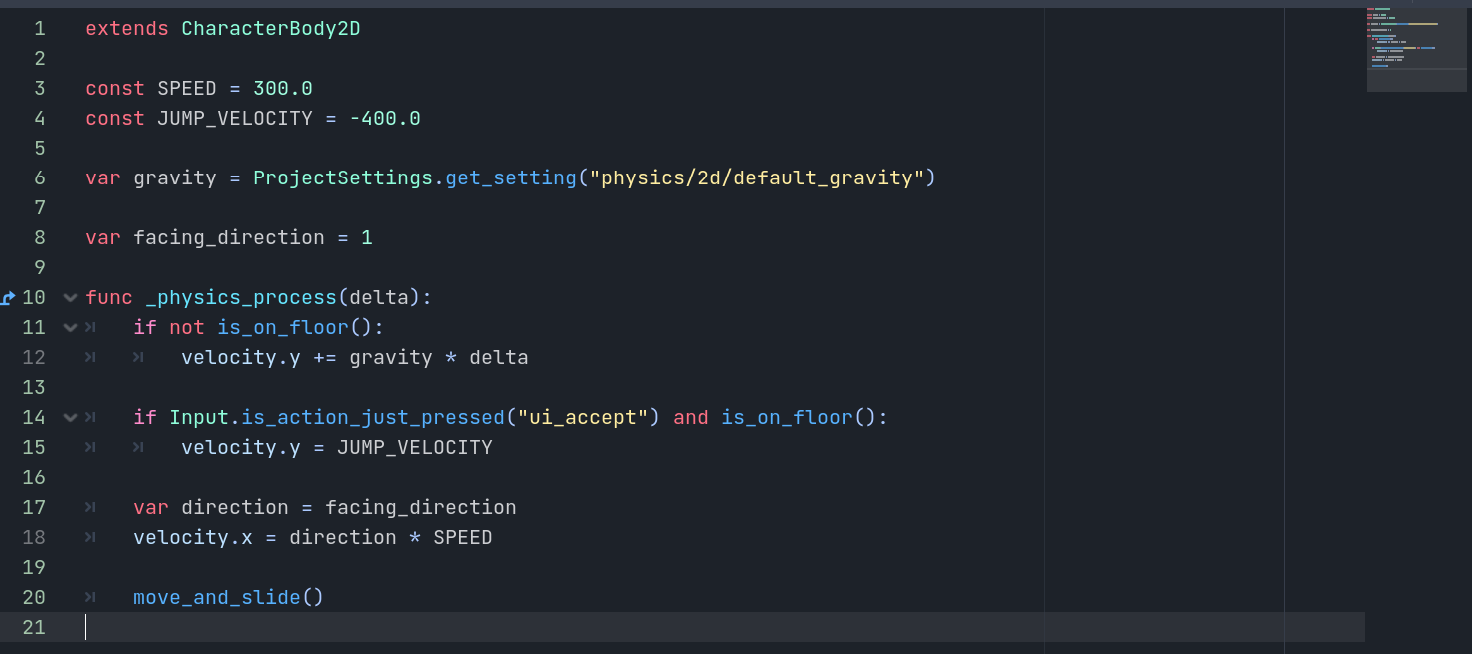 1 extends CharacterBody2D
2
3 const SPEED = 300.0
4 const JUMP_VELOCITY = -400.0
5
6 var gravity = ProjectSettings.get_setting("physics/2d/default_gravity")
7
8 var facing_direction = 1
9
10 func _physics_process(delta):
11 if not is_on_floor():
12 velocity.y += gravity * delta
13
14 if Input.is_action_just_pressed("ui_accept") and is_on_floor():
15 velocity.y = JUMP_VELOCITY
16
17 var direction = facing_direction
18 velocity.x = direction * SPEED
19
20 move_and_slide()
21